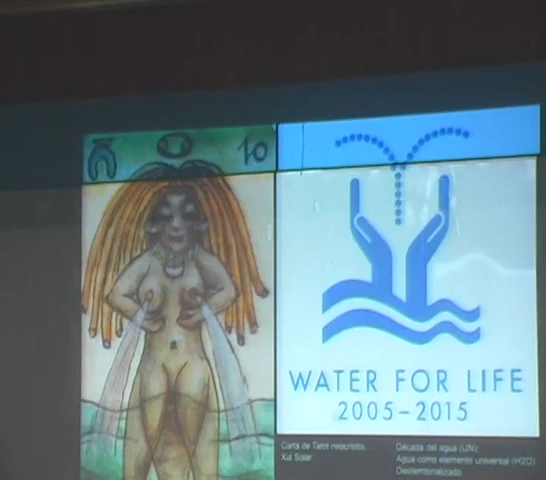 10
WATER FOR LIFE
2005-2015
Carta de Tarot neocriollo.
Xul Solar
Década del agua (UN):
Agua como elemento universal (H2O)
Desterritorializado